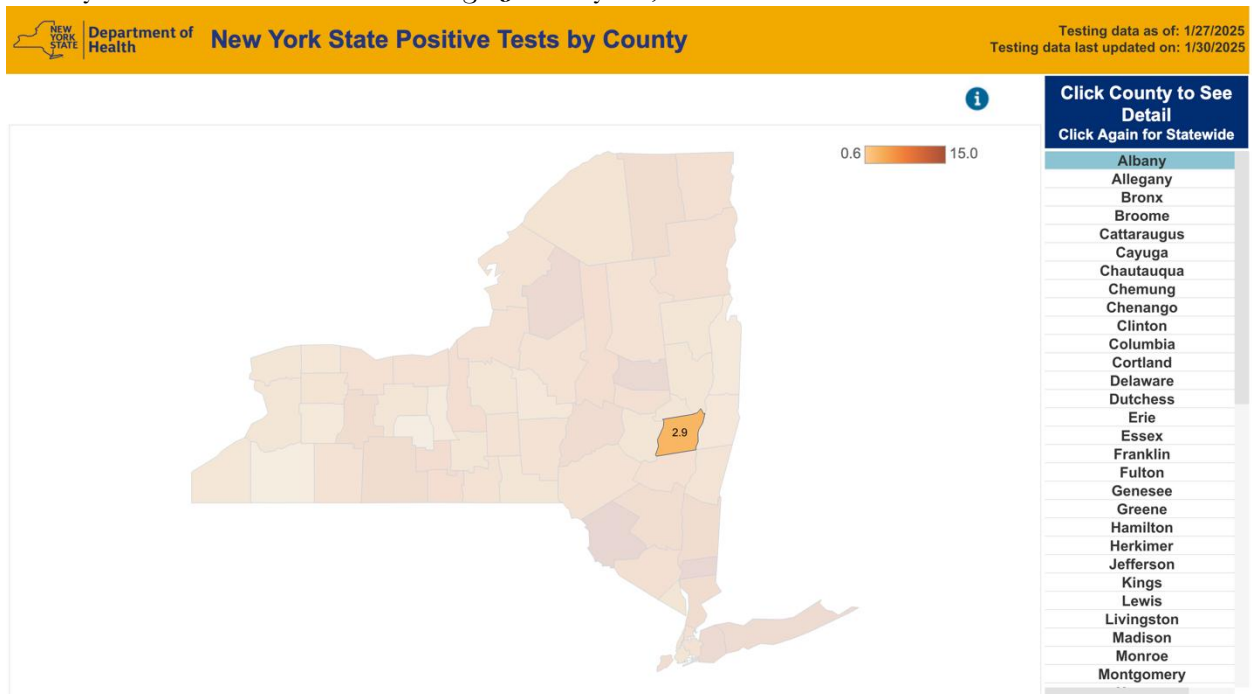 NEW
YORK
STATE
Department of
Health
New York State Positive Tests by County
Testing data as of: 1/27/2025
Testing data last updated on: 1/30/2025
Click County to See
Detail
Click Again for Statewide
0.6
15.0
2.9
Albany
Allegany
Bronx
Broome
Cattaraugus
Cayuga
Chautauqua
Chemung
Chenango
Clinton
Columbia
Cortland
Delaware
Dutchess
Erie
Essex
Franklin
Fulton
Genesee
Greene
Hamilton
Herkimer
Jefferson
Kings
Lewis
Livingston
Madison
Monroe
Montgomery